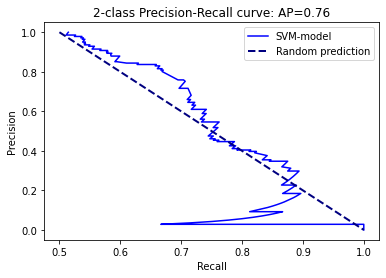 2-class Precision-Recall curve: AP=0.76
SVM-model
Random prediction
Precision
1.0
0.8
0.6
0.4
0.2
0.0
0.5 0.6 0.7 0.8 0.9 1.0
Recall